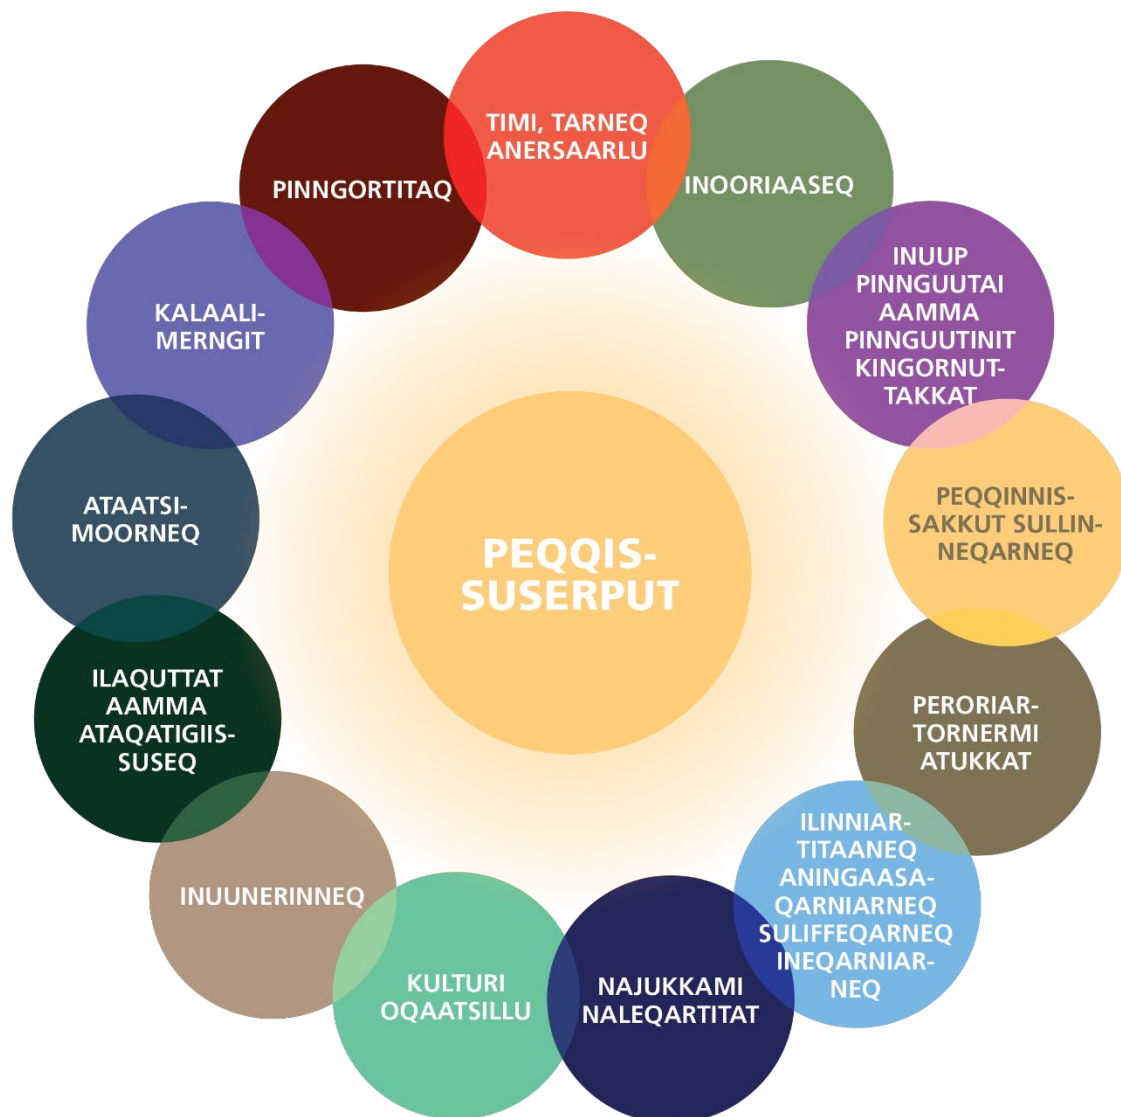 TIMI, TARNEQ
ANERSAARLU
INOORIAASEQ
INUUP
PINNGUUTAI
AAMMA
PINNGUUTINIT
KINGORNUT-
TAKKAT
PEQQINNIS-
SAKKUT SULLIN-
NEQARNEQ
PERORIAR-
TORNERMI
ATUKKAT
ILINNIAR-
TITAANEQ
ANINGAASA-
QARNIARNEQ
SULIFFEQARNEQ
INEQARNIAR-
NEQ
NAJUKKAMI
NALEQARTITAT
KULTURI
OQAATSILLU
INUUNERINNEQ
ILAQUTTAT
AAMMA
ATAQATIGIIS-
SUSEQ
ATAATSI-
MOORNEQ
KALAALI-
MERNGIT
PINNGORTITAQ
PEQQIS-
SUSERPUT